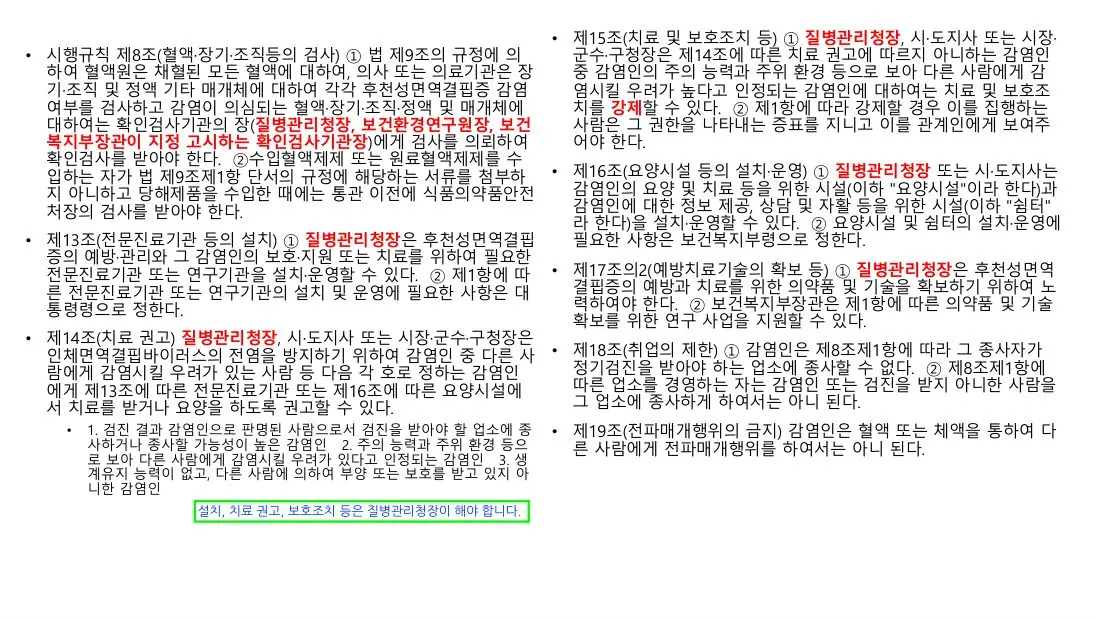 • 시행규칙 제8조(혈액·장기·조직등의 검사) ① 법 제9조의 규정에 의
하여 혈액원은 채혈된 모든 혈액에 대하여, 의사 또는 의료기관은 장
기·조직 및 정액 기타 매개체에 대하여 각각 후천성면역결핍증 감염
여부를 검사하고 감염이 의심되는 혈액·장기·조직·정액 및 매개체에
대하여는 확인검사기관의 장(질병관리청장, 보건환경연구원장, 보건
복지부장관이 지정 고시하는 확인검사기관장)에게 검사를 의뢰하여
확인검사를 받아야 한다. ②수입혈액제제 또는 원료혈액제제를 수
입하는 자가 법 제9조제1항 단서의 규정에 해당하는 서류를 첨부하
지 아니하고 당해제품을 수입한 때에는 통관 이전에 식품의약품안전
처장의 검사를 받아야 한다.
• 제13조(전문진료기관 등의 설치) ① 질병관리청장은 후천성면역결핍
증의 예방·관리와 그 감염인의 보호·지원 또는 치료를 위하여 필요한
전문진료기관 또는 연구기관을 설치·운영할 수 있다. ② 제1항에 따
른 전문진료기관 또는 연구기관의 설치 및 운영에 필요한 사항은 대
통령령으로 정한다.
• 제14조(치료 권고) 질병관리청장, 시·도지사 또는 시장·군수·구청장은
인체면역결핍바이러스의 전염을 방지하기 위하여 감염인 중 다른 사
람에게 감염시킬 우려가 있는 사람 등 다음 각 호로 정하는 감염인
에게 제13조에 따른 전문진료기관 또는 제16조에 따른 요양시설에
서 치료를 받거나 요양을 하도록 권고할 수 있다.
• 1. 검진 결과 감염인으로 판명된 사람으로서 검진을 받아야 할 업소에 종
사하거나 종사할 가능성이 높은 감염인 2. 주의 능력과 주위 환경 등으
로 보아 다른 사람에게 감염시킬 우려가 있다고 인정되는 감염인 3. 생
계유지 능력이 없고, 다른 사람에 의하여 부양 또는 보호를 받고 있지 아
니한 감염인
설치, 치료 권고, 보호조치 등은 질병관리청장이 해야 합니다.
• 제15조(치료 및 보호조치 등) ① 질병관리청장, 시·도지사 또는 시장·
군수·구청장은 제14조에 따른 치료 권고에 따르지 아니하는 감염인
중 감염인의 주의 능력과 주위 환경 등으로 보아 다른 사람에게 감
염시킬 우려가 높다고 인정되는 감염인에 대하여는 치료 및 보호조
치를 강제할 수 있다. ② 제1항에 따라 강제할 경우 이를 집행하는
사람은 그 권한을 나타내는 증표를 지니고 이를 관계인에게 보여주
어야 한다.
• 제16조(요양시설 등의 설치·운영) ① 질병관리청장 또는 시·도지사는
감염인의 요양 및 치료 등을 위한 시설(이하 "요양시설"이라 한다)과
감염인에 대한 정보 제공, 상담 및 자활 등을 위한 시설(이하 "쉼터"
라 한다)을 설치·운영할 수 있다. ② 요양시설 및 쉼터의 설치·운영에
필요한 사항은 보건복지부령으로 정한다.
• 제17조의2(예방치료기술의 확보 등) ① 질병관리청장은 후천성면역
결핍증의 예방과 치료를 위한 의약품 및 기술을 확보하기 위하여 노
력하여야 한다. ② 보건복지부장관은 제1항에 따른 의약품 및 기술
확보를 위한 연구 사업을 지원할 수 있다.
• 제18조(취업의 제한) ① 감염인은 제8조제1항에 따라 그 종사자가
정기검진을 받아야 하는 업소에 종사할 수 없다. ② 제8조제1항에
따른 업소를 경영하는 자는 감염인 또는 검진을 받지 아니한 사람을
그 업소에 종사하게 하여서는 아니 된다.
• 제19조(전파매개행위의 금지) 감염인은 혈액 또는 체액을 통하여 다
른 사람에게 전파매개행위를 하여서는 아니 된다.